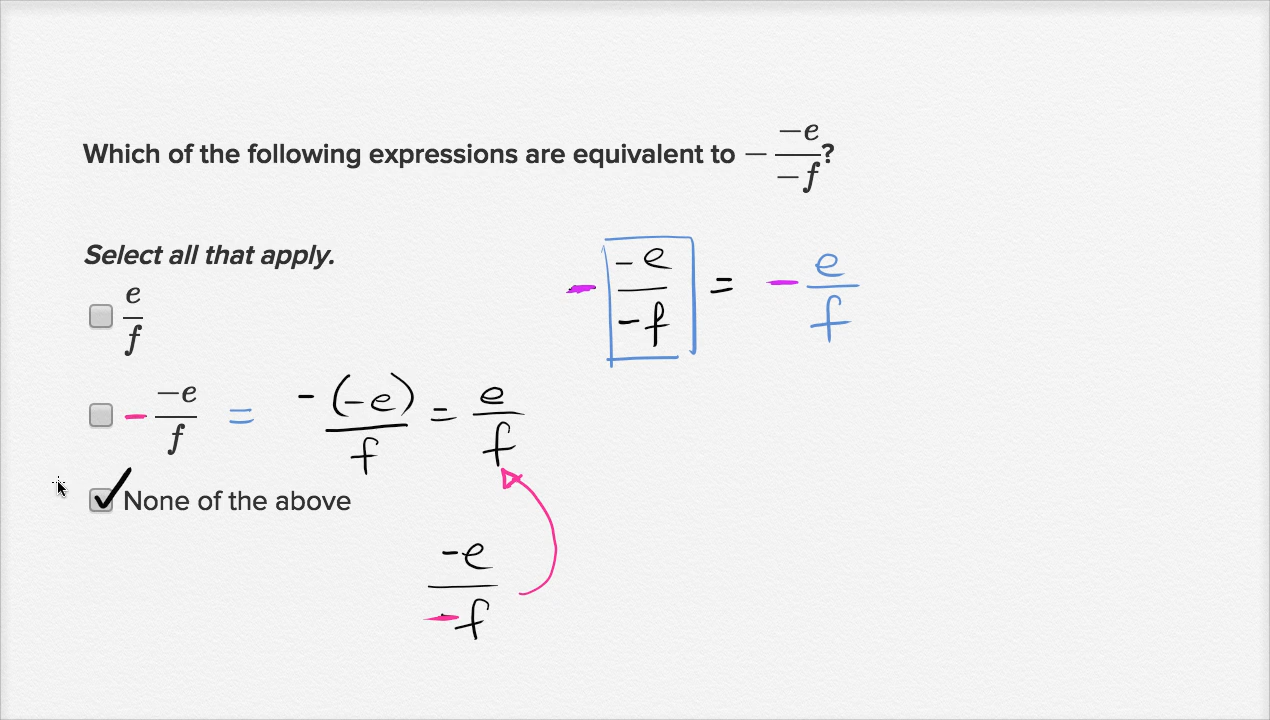 Which of the following expressions are equivalent to − −e/−f?
Select all that apply.
- −e/−f = − e/f
e/f
− −e/f = -(-e)/f = e/f
None of the above
-e/-f